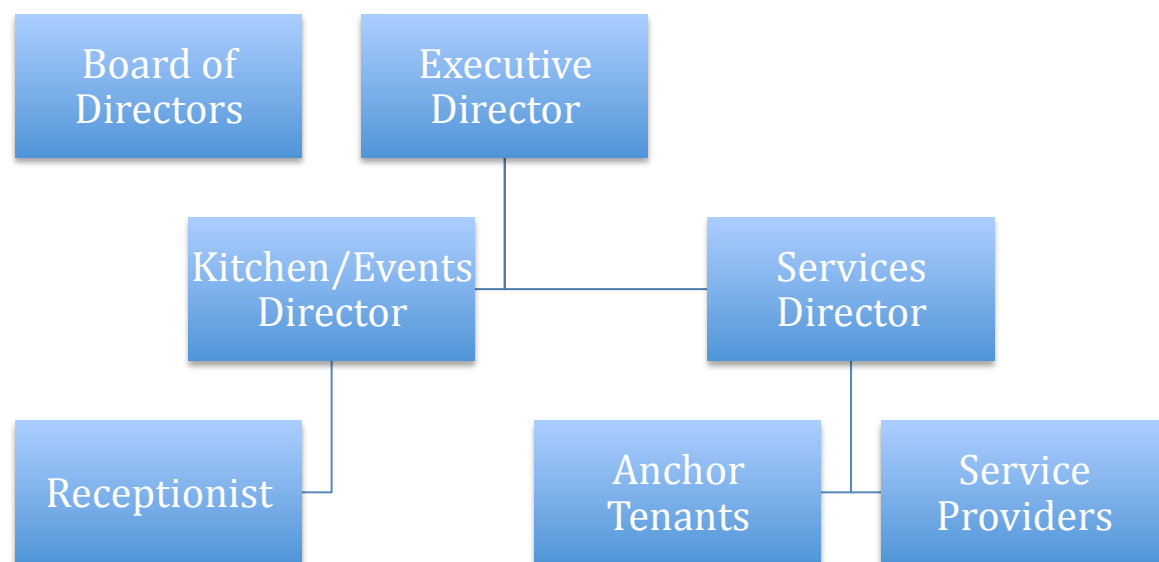 Board of
Directors
Executive
Director
Kitchen/Events
Director
Services
Director
Receptionist
Anchor
Tenants
Service
Providers